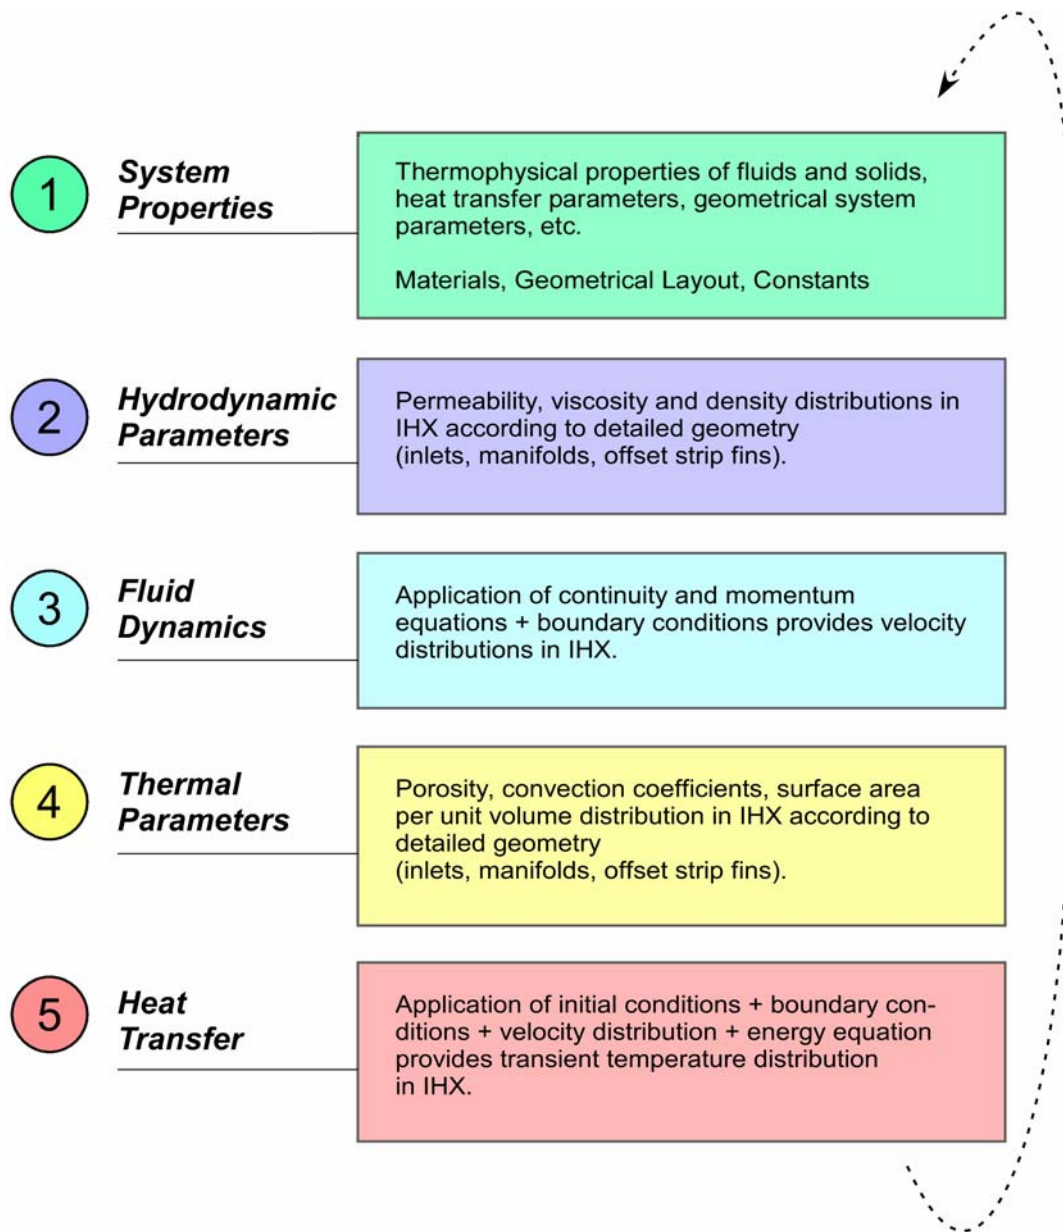 1
System
Properties
Thermophysical properties of fluids and solids,
heat transfer parameters, geometrical system
parameters, etc.
Materials, Geometrical Layout, Constants
2
Hydrodynamic
Parameters
Permeability, viscosity and density distributions in
IHX according to detailed geometry
(inlets, manifolds, offset strip fins).
3
Fluid
Dynamics
Application of continuity and momentum
equations + boundary conditions provides velocity
distributions in IHX.
4
Thermal
Parameters
Porosity, convection coefficients, surface area
per unit volume distribution in IHX according to
detailed geometry
(inlets, manifolds, offset strip fins).
5
Heat
Transfer
Application of initial conditions + boundary con-
ditions + velocity distribution + energy equation
provides transient temperature distribution
in IHX.